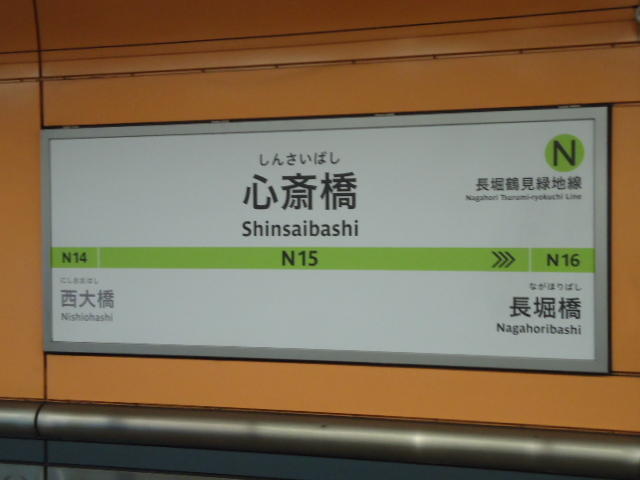 しんさいばし
心斎橋
Shinsaibashi
N
長堀鶴見緑地線
Nagahori Tsurumi-ryokuchi Line
N14
N15
N16
にしおおはし
西大橋
Nishiohashi
ながほりばし
長堀橋
Nagahoribashi